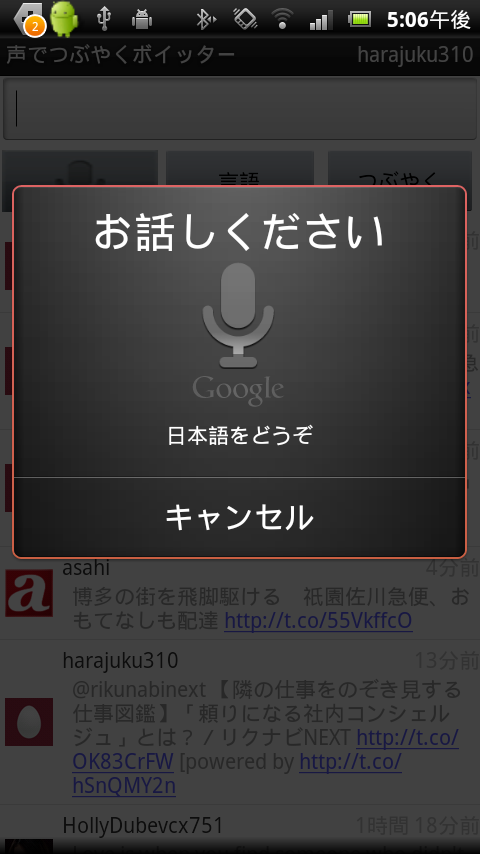 2
5:06午後
声でつぶやくボイッター harajuku310
言語 つぶやく
お話しください
Google
日本語をどうぞ
キャンセル
asahi 4分前
博多の街を飛脚駆ける　祇園佐川急便、お
もてなしも配達 http://t.co/55VkffcO
harajuku310 13分前
@rikunabinext 【隣の仕事をのぞき見する
仕事図鑑】「頼りになる社内コンシェル
ジュ」とは？ / リクナビNEXT http://t.co/
OK83CrFW [powered by http://t.co/
hSnQMY2n
HollyDubevcx751 1時間 18分前